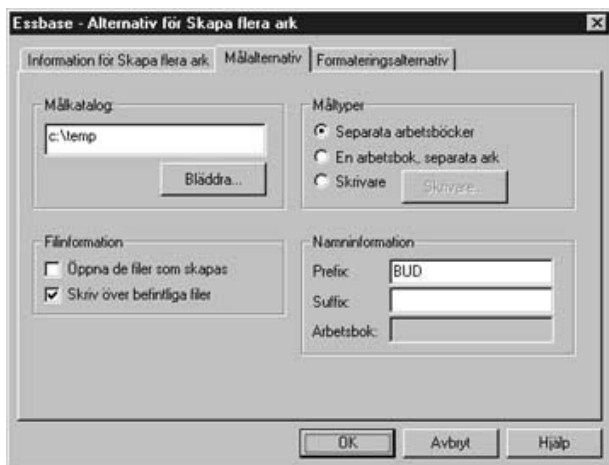 Essbase - Alternativ för Skapa flera ark
Information för Skapa flera ark
Målalternativ
Formateringsalternativ
Målkatalog:
c:\temp
Bläddra...
Måltyper
Separata arbetsböcker
En arbetsbok, separata ark
Skrivare
Skrivare...
Filinformation
Öppna de filer som skapas
Skriv över befintliga filer
Namninformation
Prefix: BUD
Suffix:
Arbetsbok:
OK
Avbryt
Hjälp